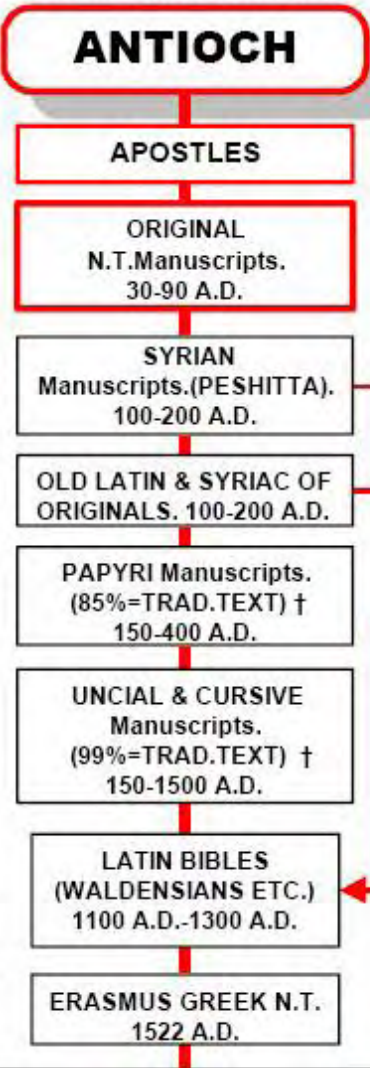 ANTIOCH
APOSTLES
ORIGINAL
N.T.Manuscripts.
30-90 A.D.
SYRIAN
Manuscripts.(PESHITTA).
100-200 A.D.
OLD LATIN & SYRIAC OF
ORIGINALS. 100-200 A.D.
PAPYRI Manuscripts.
(85%=TRAD.TEXT) †
150-400 A.D.
UNCIAL & CURSIVE
Manuscripts.
(99%=TRAD.TEXT) †
150-1500 A.D.
LATIN BIBLES
(WALDENSIANS ETC.)
1100 A.D.-1300 A.D.
ERASMUS GREEK N.T.
1522 A.D.